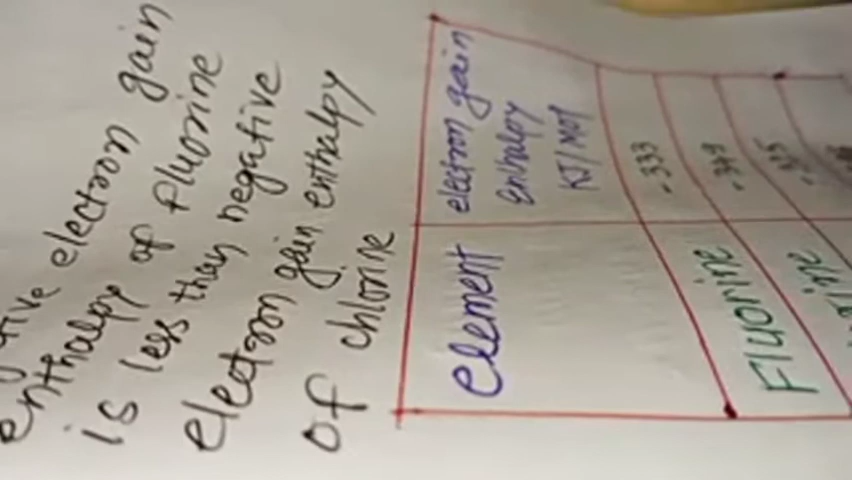 electron gain
enthalpy of Fluorine
is less than negative
electron gain enthalpy
of chlorine
element
electron gain
enthalpy
KJ/Mol
Fluorine
-333
-349